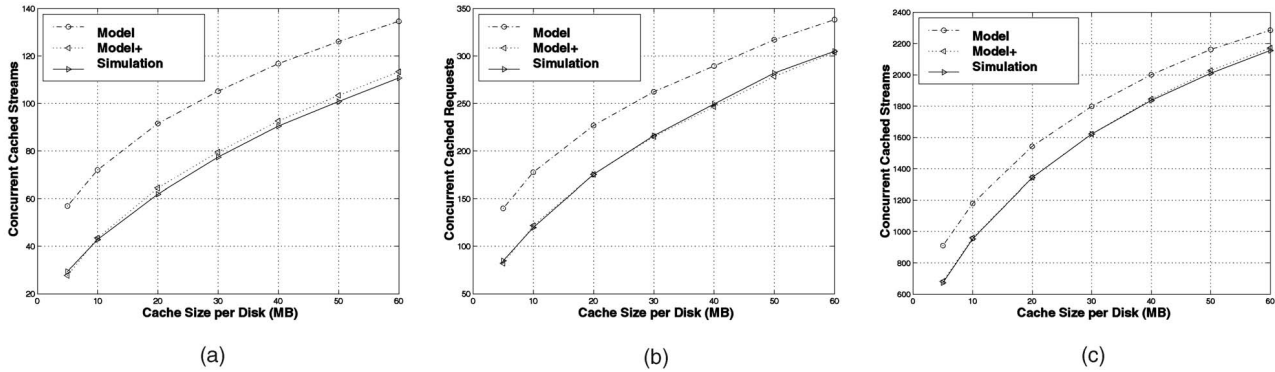 140
120
100
80
60
40
20
0 10 20 30 40 50 60
Concurrent Cached Streams
Cache Size per Disk (MB)
Model
Model+
Simulation
(a)
350
300
250
200
150
100
50
0 10 20 30 40 50 60
Concurrent Cached Requests
Cache Size per Disk (MB)
Model
Model+
Simulation
(b)
2400
2200
2000
1800
1600
1400
1200
1000
800
600
0 10 20 30 40 50 60
Concurrent Cached Streams
Cache Size per Disk (MB)
Model
Model+
Simulation
(c)